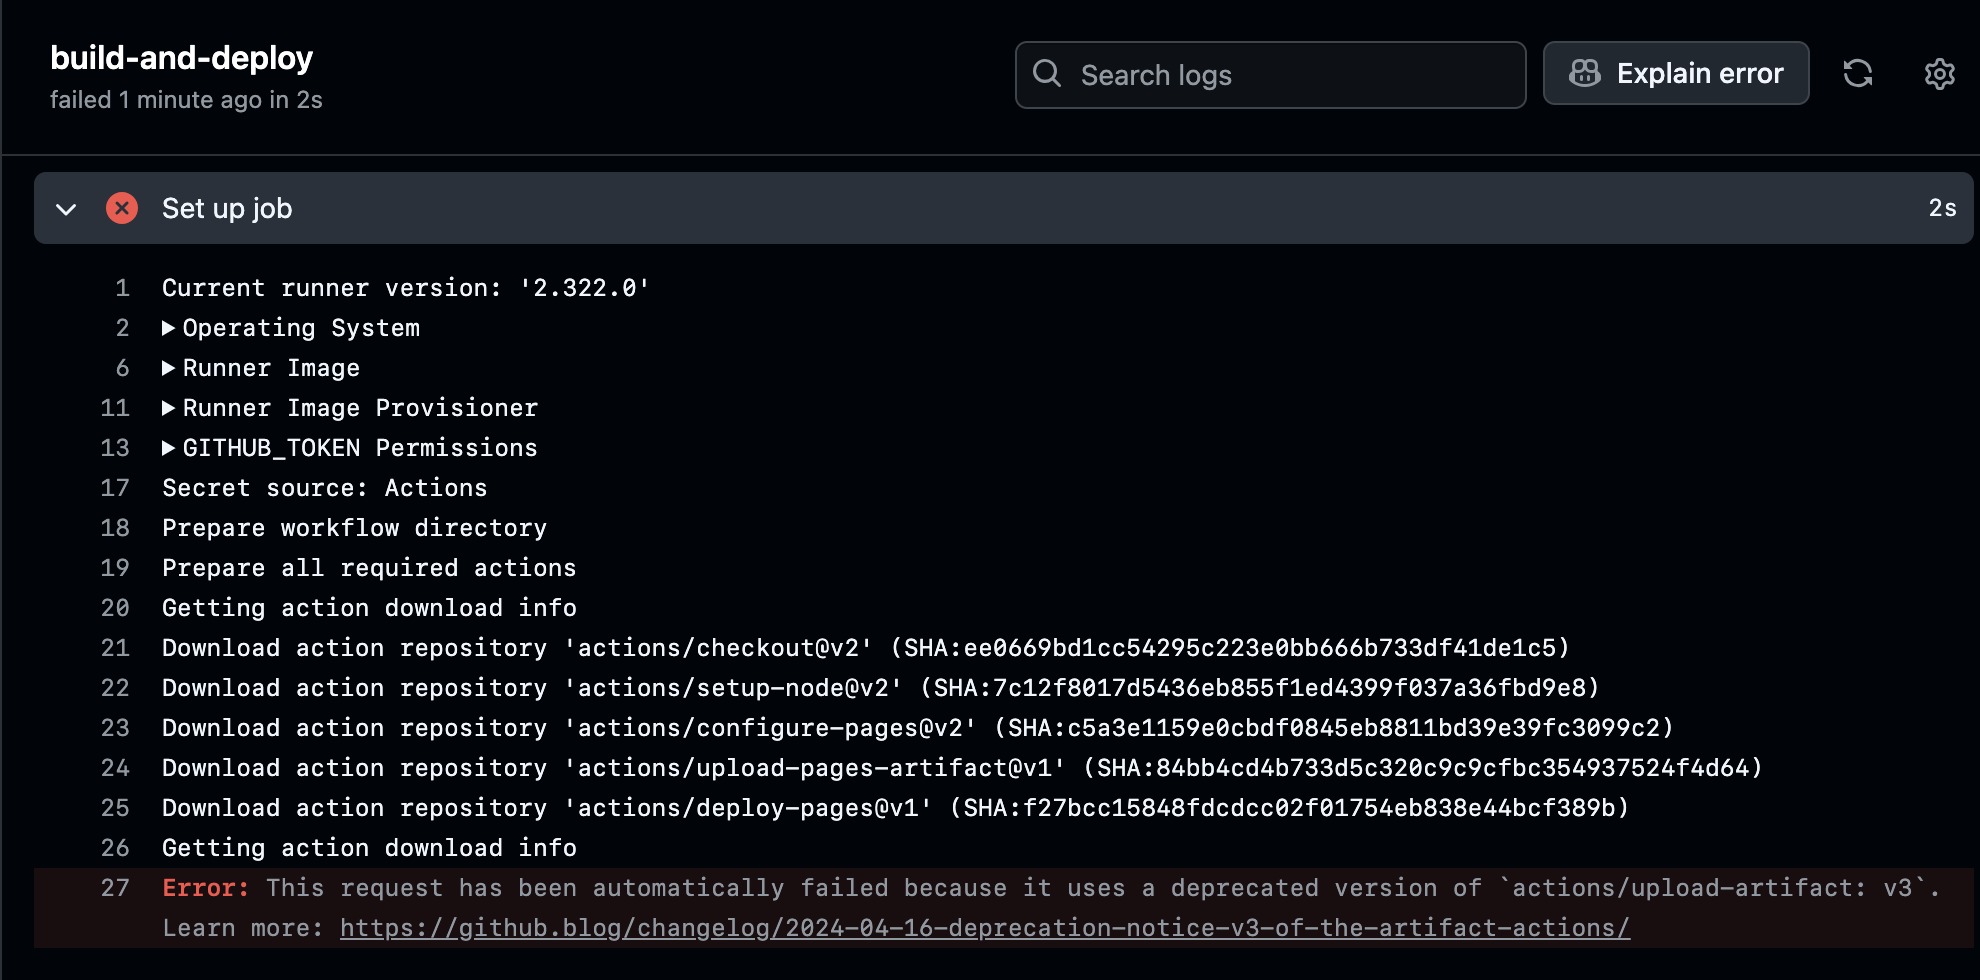 build-and-deploy
failed 1 minute ago in 2s
Search logs
Explain error
Set up job
2s
1 Current runner version: '2.322.0'
2 ▶ Operating System
6 ▶ Runner Image
11 ▶ Runner Image Provisioner
13 ▶ GITHUB_TOKEN Permissions
17 Secret source: Actions
18 Prepare workflow directory
19 Prepare all required actions
20 Getting action download info
21 Download action repository 'actions/checkout@v2' (SHA:ee0669bd1cc54295c223e0bb666b733df41de1c5)
22 Download action repository 'actions/setup-node@v2' (SHA:7c12f8017d5436eb855f1ed4399f037a36fbd9e8)
23 Download action repository 'actions/configure-pages@v2' (SHA:c5a3e1159e0cbdf0845eb8811bd39e39fc3099c2)
24 Download action repository 'actions/upload-pages-artifact@v1' (SHA:84bb4cd4b733d5c320c9c9cfbc354937524f4d64)
25 Download action repository 'actions/deploy-pages@v1' (SHA:f27bcc15848fdcdcc02f01754eb838e44bcf389b)
26 Getting action download info
27 Error: This request has been automatically failed because it uses a deprecated version of `actions/upload-artifact: v3`.
Learn more: https://github.blog/changelog/2024-04-16-deprecation-notice-v3-of-the-artifact-actions/